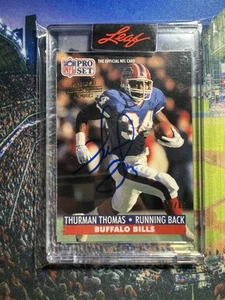 Leaf
NFL
PRO SET
THE OFFICIAL NFL CARD
34
THURMAN THOMAS • RUNNING BACK
BUFFALO BILLS